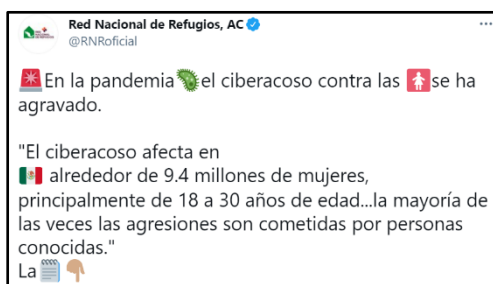 Red Nacional de Refugios, AC
@RNRoficial
🚨En la pandemia🦠el ciberacoso contra las 🚺se ha
agravado.
"El ciberacoso afecta en
🇲🇽 alrededor de 9.4 millones de mujeres,
principalmente de 18 a 30 años de edad...la mayoría de
las veces las agresiones son cometidas por personas
conocidas."
La🗒️👇🏽